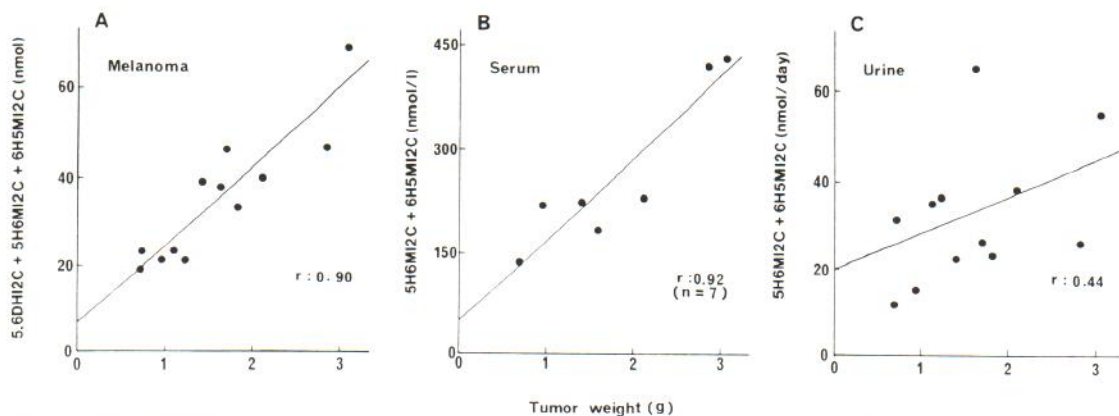 A
5.6DHI2C + 5H6MI2C + 6H5MI2C (nmol)
Melanoma
60
40
20
0
r:0.90
0 1 2 3
B
5H6MI2C + 6H5MI2C (nmol/l)
Serum
450
300
150
0
r:0.92
(n = 7)
0 1 2 3
C
5H6MI2C + 6H5MI2C (nmol/day)
Urine
60
40
20
0
r:0.44
0 1 2 3
Tumor weight (g)